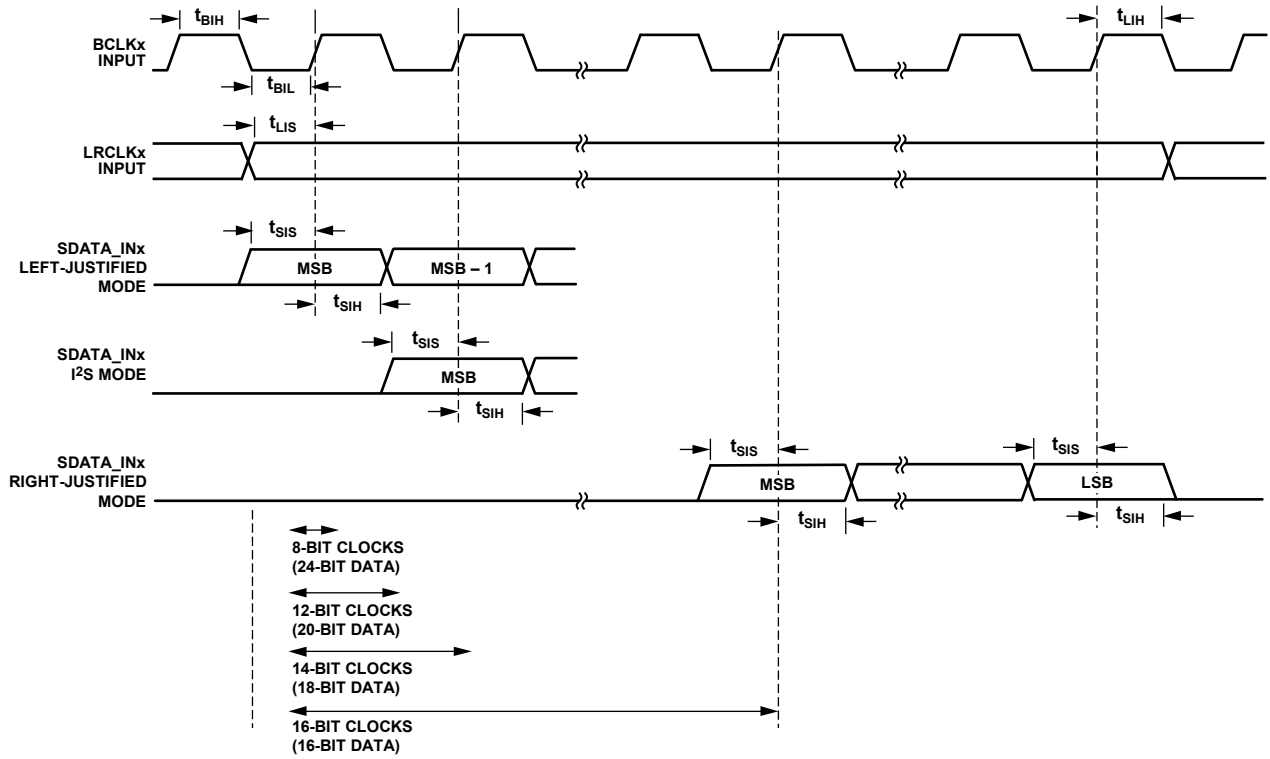 tBIH
tLIH
BCLKx
INPUT
tBIL
tLIS
LRCLKx
INPUT
tSIS
SDATA_INx
LEFT-JUSTIFIED
MODE
MSB
MSB – 1
tSIH
tSIS
SDATA_INx
I2S MODE
MSB
tSIH
tSIS
tSIS
SDATA_INx
RIGHT-JUSTIFIED
MODE
MSB
LSB
tSIH
tSIH
8-BIT CLOCKS
(24-BIT DATA)
12-BIT CLOCKS
(20-BIT DATA)
14-BIT CLOCKS
(18-BIT DATA)
16-BIT CLOCKS
(16-BIT DATA)